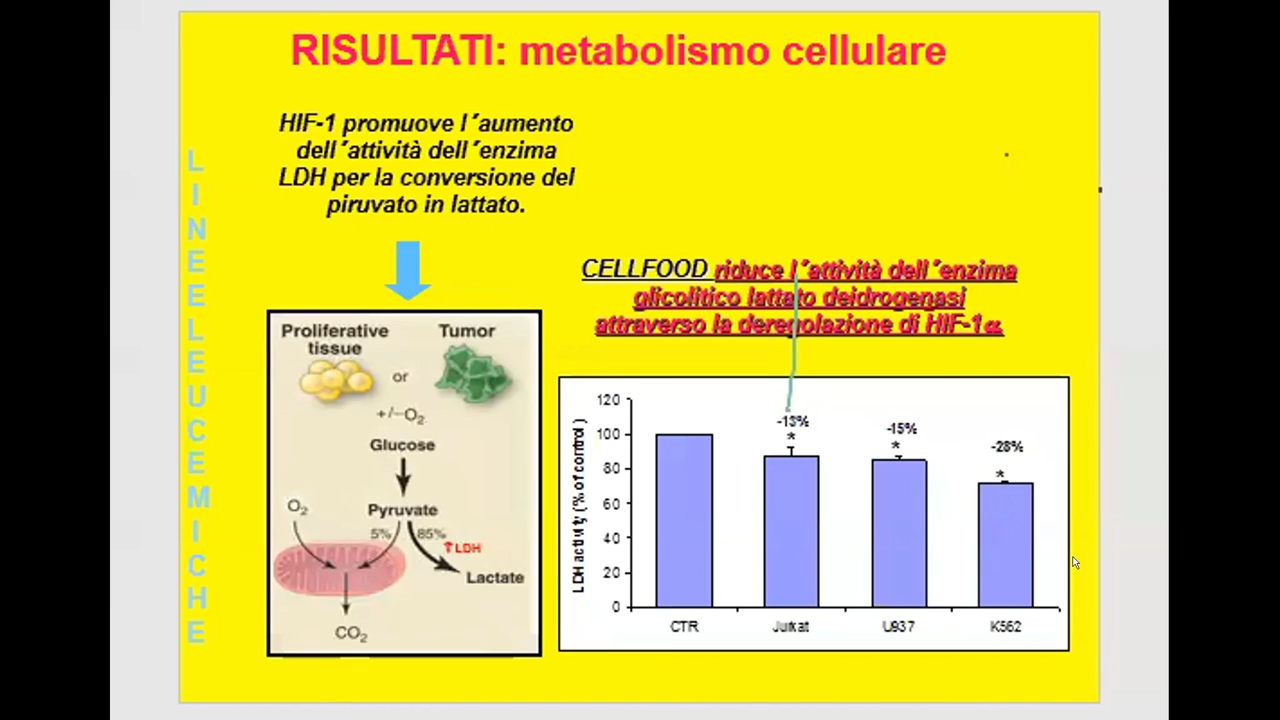 RISULTATI: metabolismo cellulare
HIF-1 promuove l´aumento
dell´attività dell´enzima
LDH per la conversione del
piruvato in lattato.
LINEE LEUCEMICHE
CELLFOOD riduce l´attività dell´enzima
glicolitico lattato deidrogenasi
attraverso la deregolazione di HIF-1α
Proliferative
tissue
or
Tumor
+/−O₂
Glucose
Pyruvate
O₂
5%
85%
↑LDH
Lactate
CO₂
LDH activity (% of control)
120
100
80
60
40
20
0
-13%
*
-15%
*
-28%
*
CTR Jurkat U937 K562